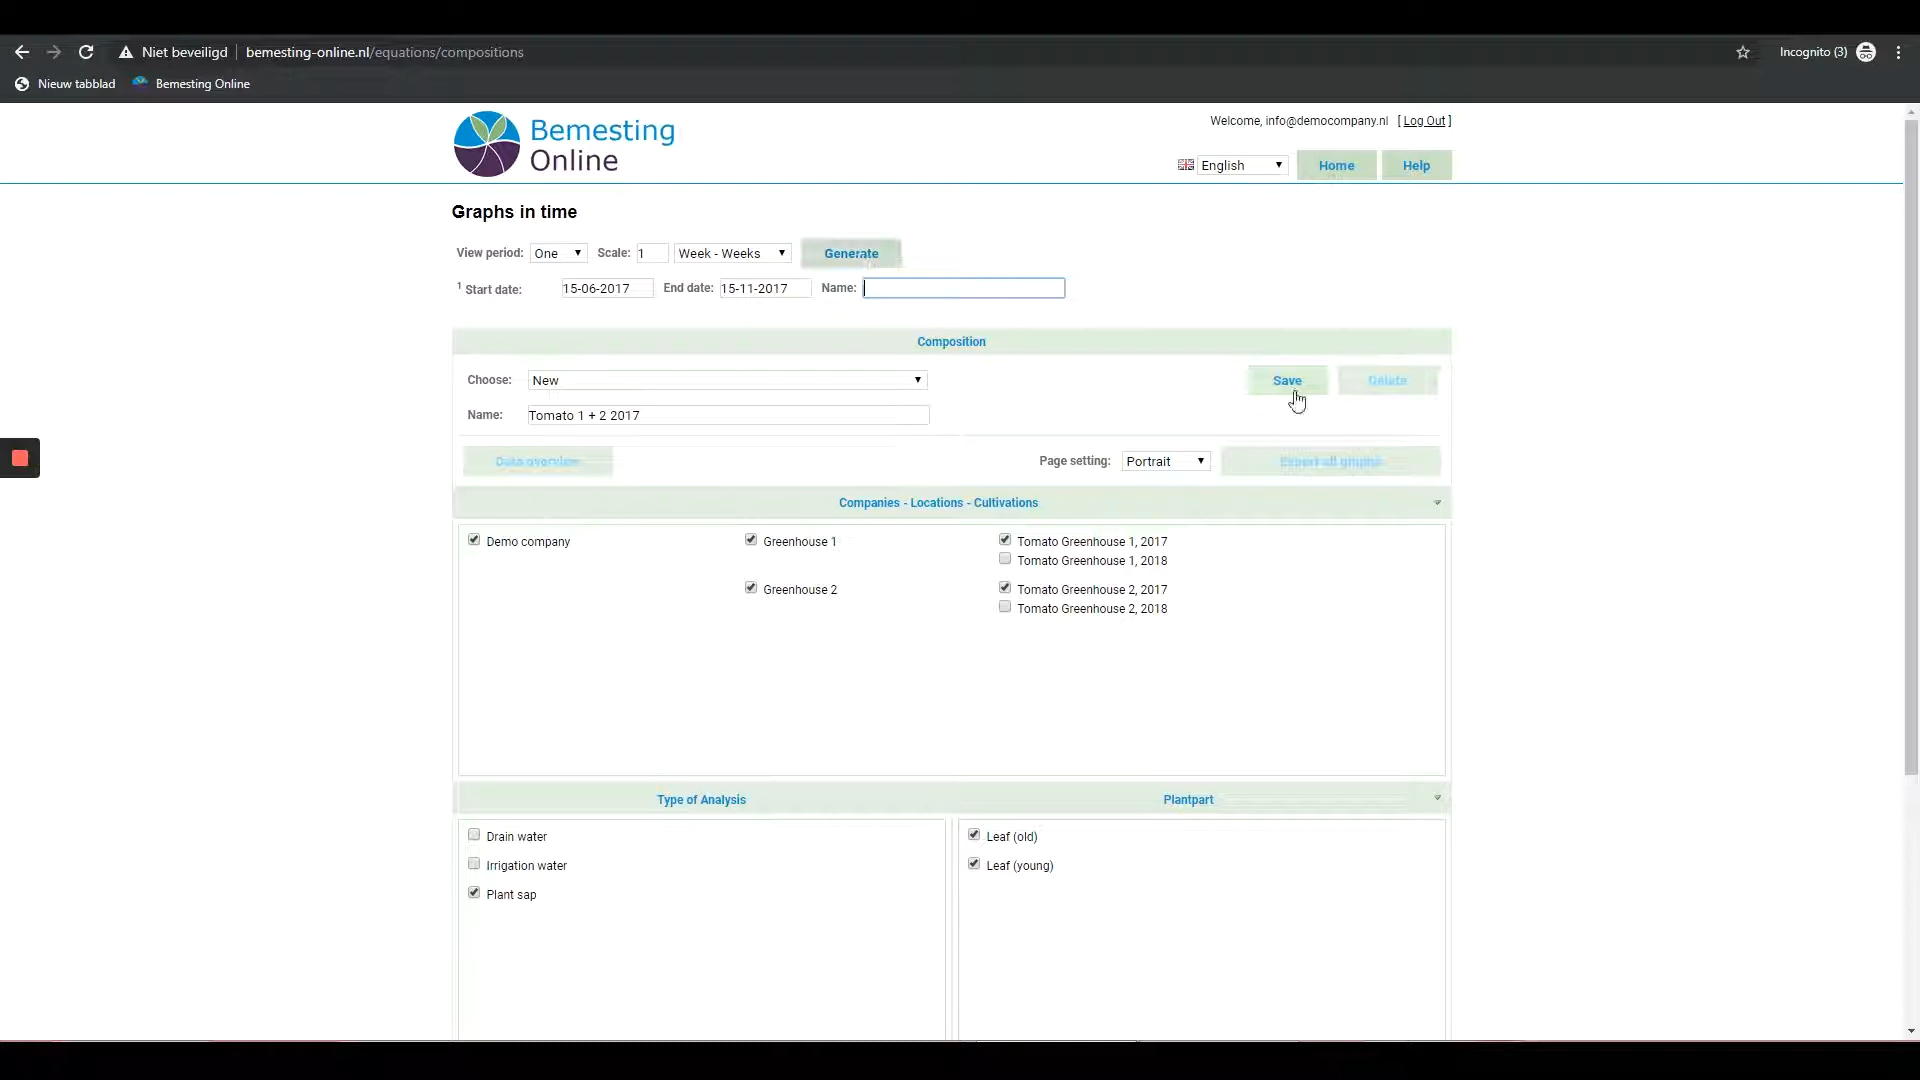 Niet beveiligd bemesting-online.nl/equations/compositions Incognito (3)
Nieuw tabblad Bemesting Online
Bemesting
Online
Welcome, info@democompany.nl [ Log Out ]
English Home Help
Graphs in time
View period: One Scale: 1 Week - Weeks Generate
1 Start date: 15-06-2017 End date: 15-11-2017 Name:
Composition
Choose: New Save Delete
Name: Tomato 1 + 2 2017
Data overview Page setting: Portrait Export all graphs
Companies - Locations - Cultivations
Demo company Greenhouse 1 Tomato Greenhouse 1, 2017
Tomato Greenhouse 1, 2018
Greenhouse 2 Tomato Greenhouse 2, 2017
Tomato Greenhouse 2, 2018
Type of Analysis Plantpart
Drain water Leaf (old)
Irrigation water Leaf (young)
Plant sap